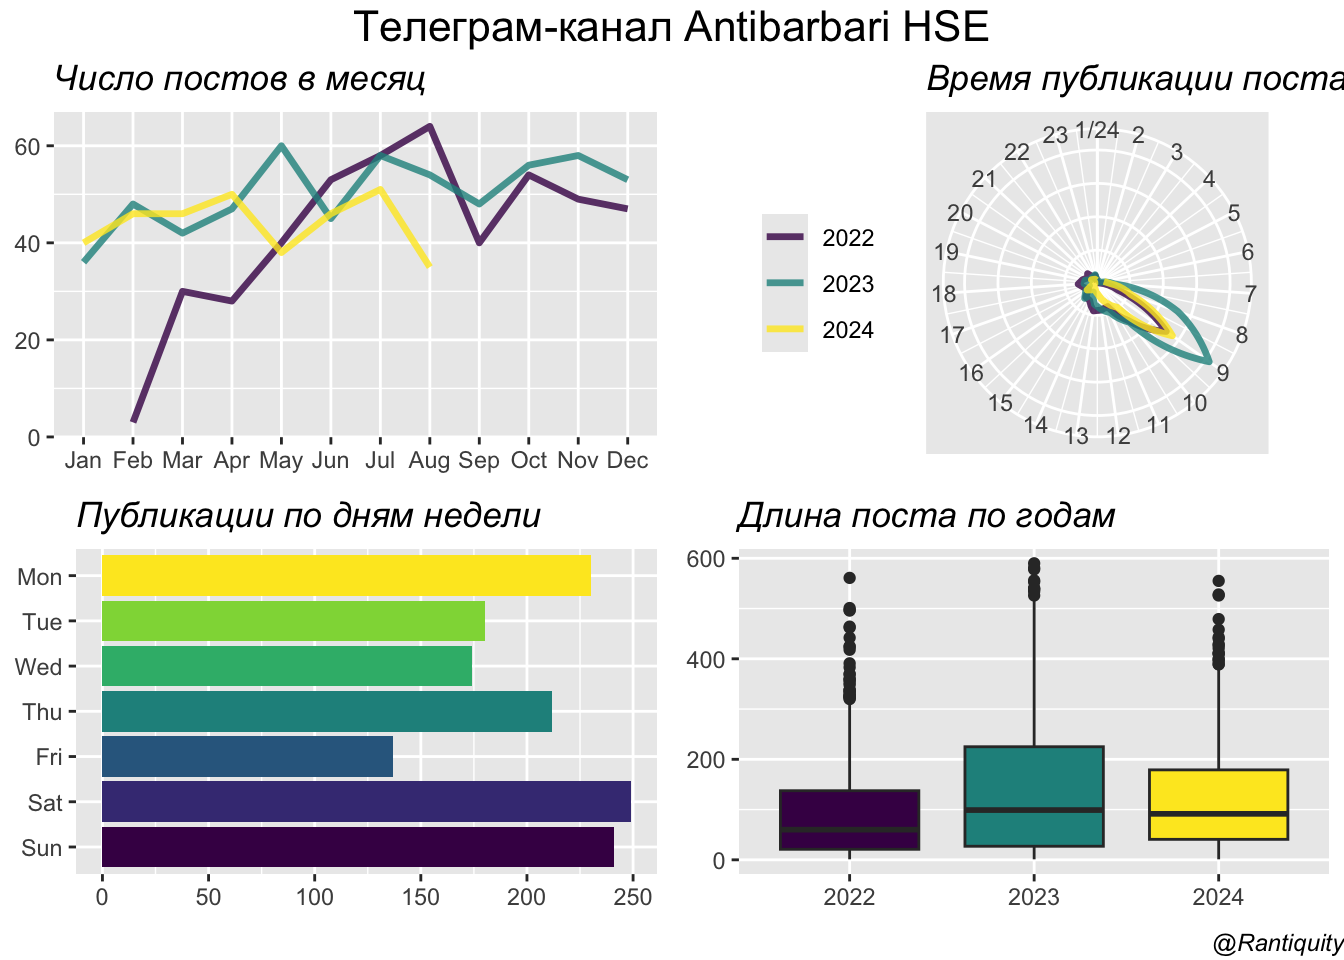 Телеграм-канал Antibarbari HSE
Число постов в месяц
60
40
20
0
Jan Feb Mar Apr May Jun Jul Aug Sep Oct Nov Dec
2022
2023
2024
Время публикации поста
1/24
2
3
4
5
6
7
8
9
10
11
12
13
14
15
16
17
18
19
20
21
22
23
Публикации по дням недели
Mon
Tue
Wed
Thu
Fri
Sat
Sun
0 50 100 150 200 250
Длина поста по годам
600
400
200
0
2022 2023 2024
@Rantiquity